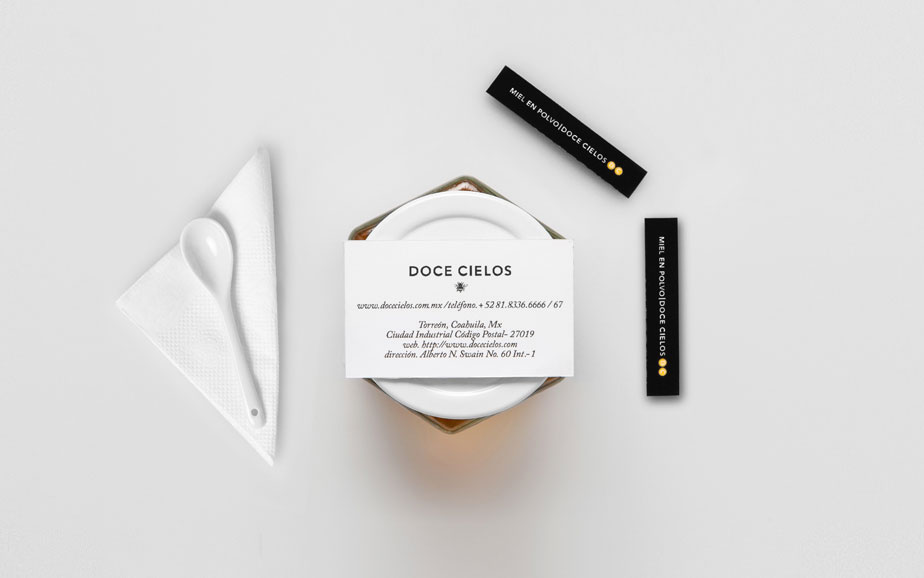 DOCE CIELOS
www.docecielos.com.mx /teléfono. + 52 81.8336.6666 / 67
Torreón, Coahuila, Mx
Ciudad Industrial Código Postal- 27019
web. http://www.docecielos.com
dirección. Alberto N. Swain No. 60 Int.- 1
MIEL EN POLVO|DOCE CIELOS
MIEL EN POLVO|DOCE CIELOS